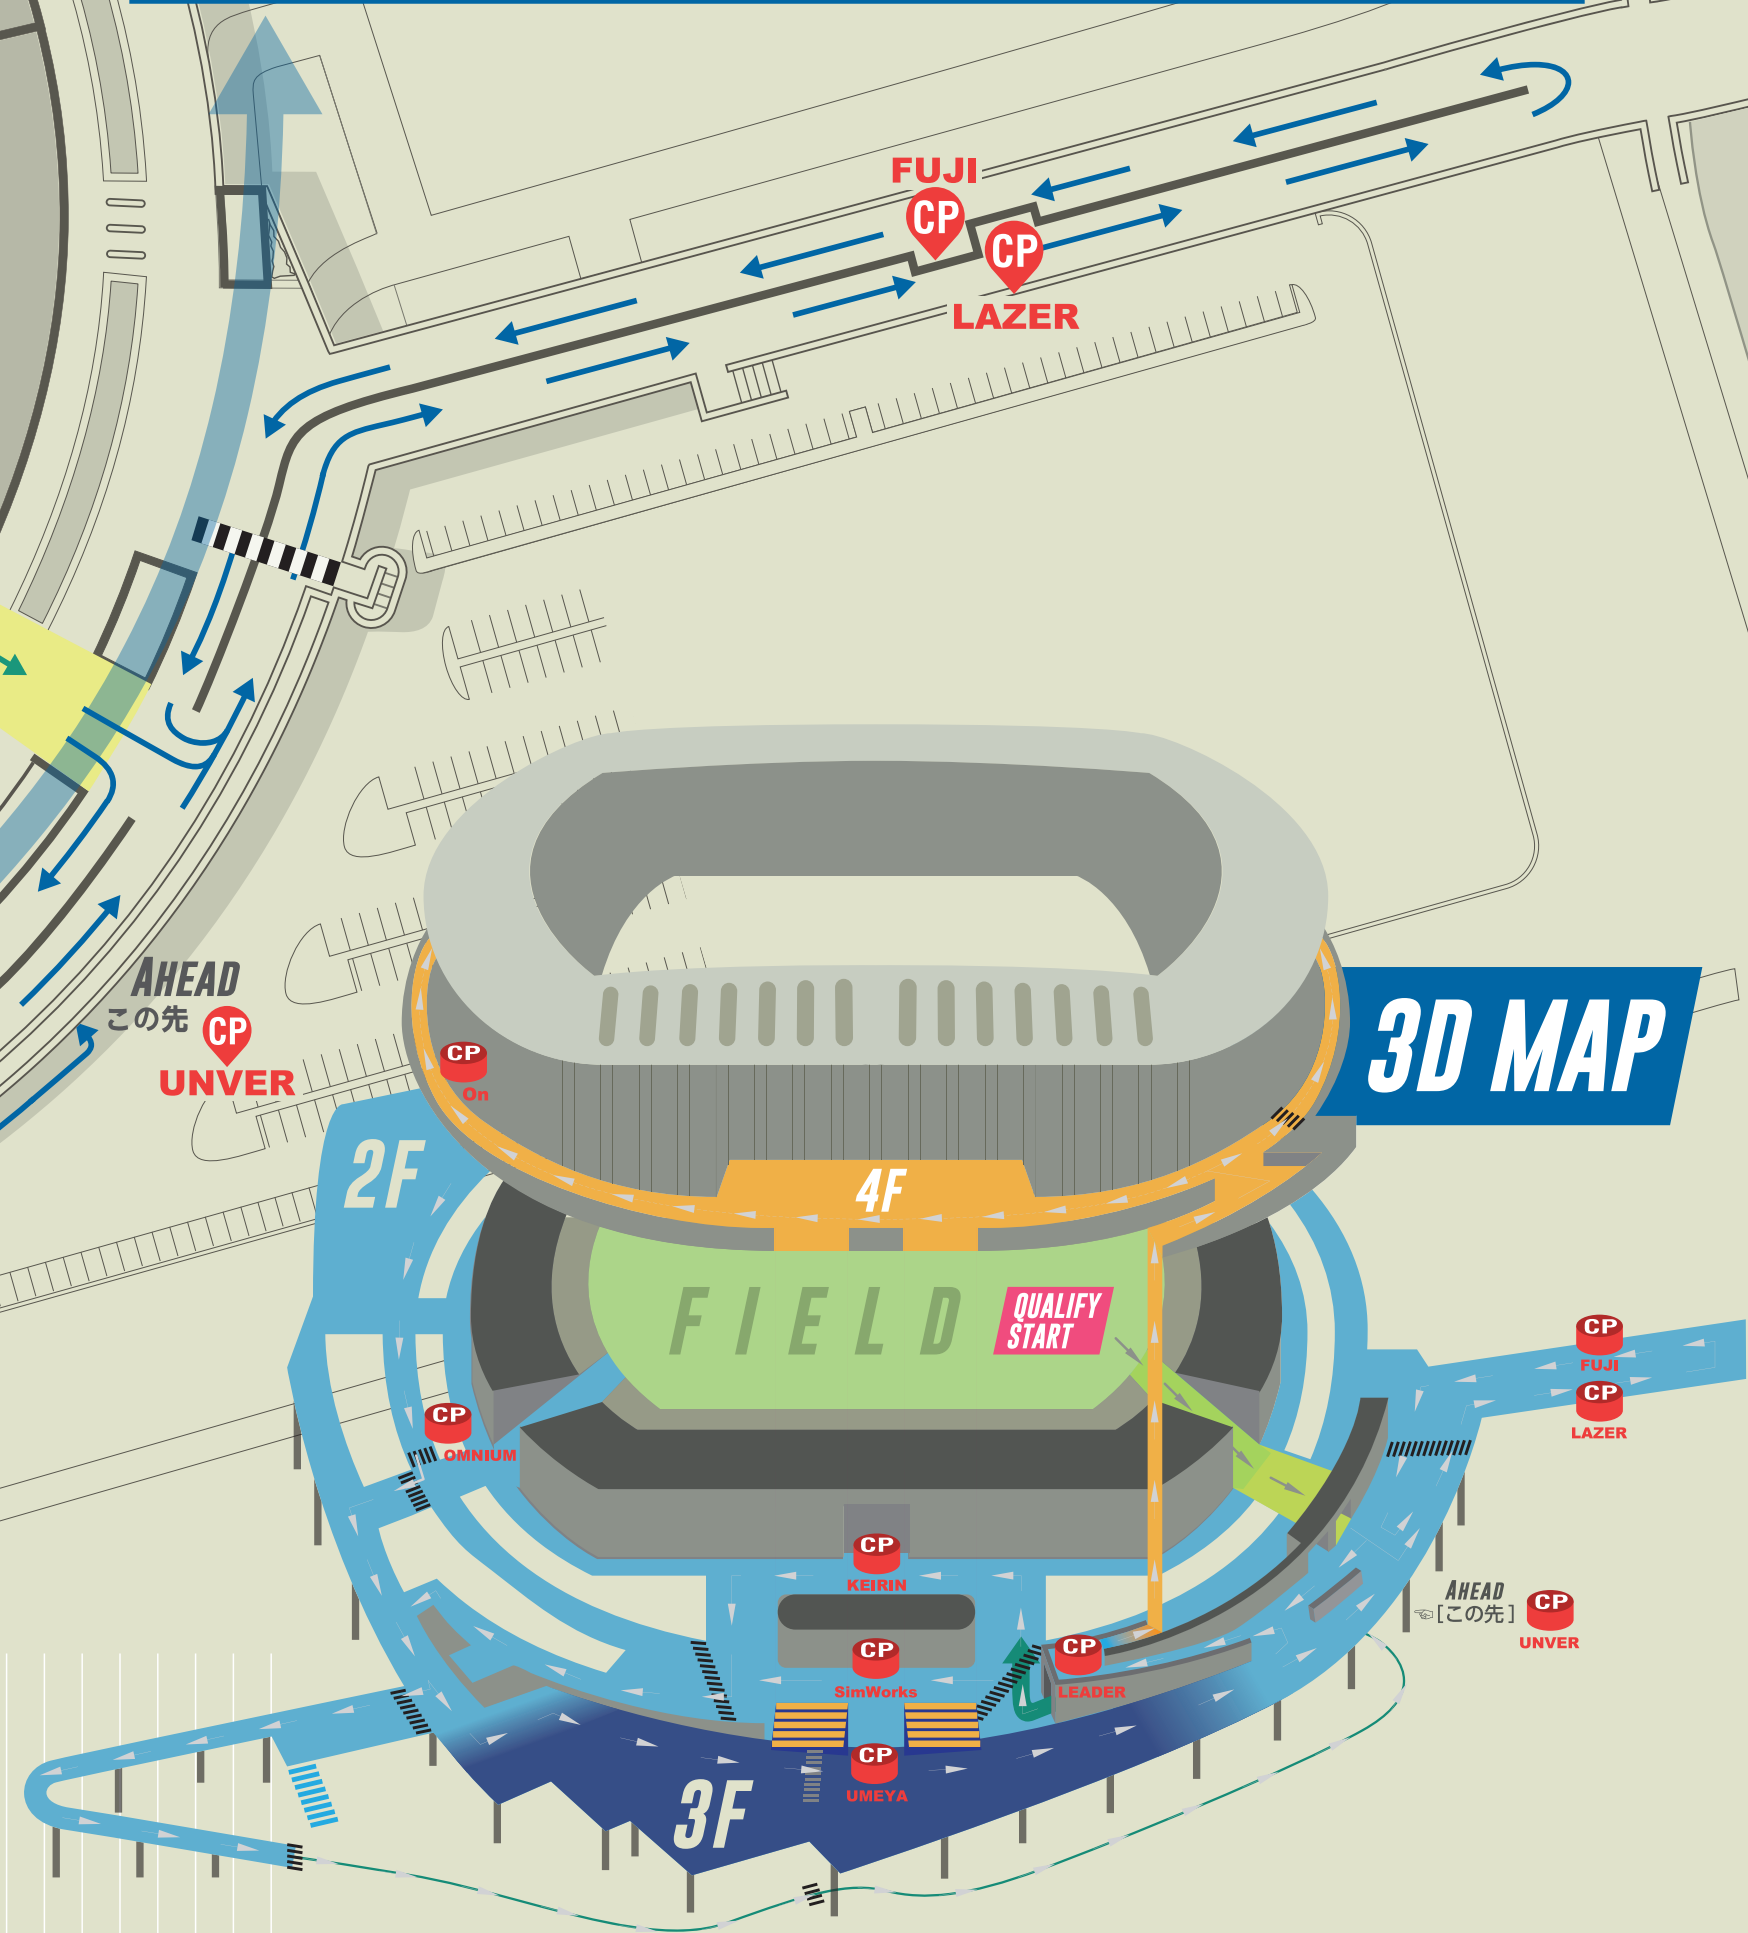 FUJI
CP
CP
LAZER
AHEAD
この先
CP
UNVER
3D MAP
CP
On
2F
4F
FIELD
QUALIFY
START
CP
FUJI
CP
LAZER
CP
OMNIUM
CP
KEIRIN
AHEAD
☜[この先]
CP
UNVER
CP
SimWorks
CP
LEADER
CP
UMEYA
3F